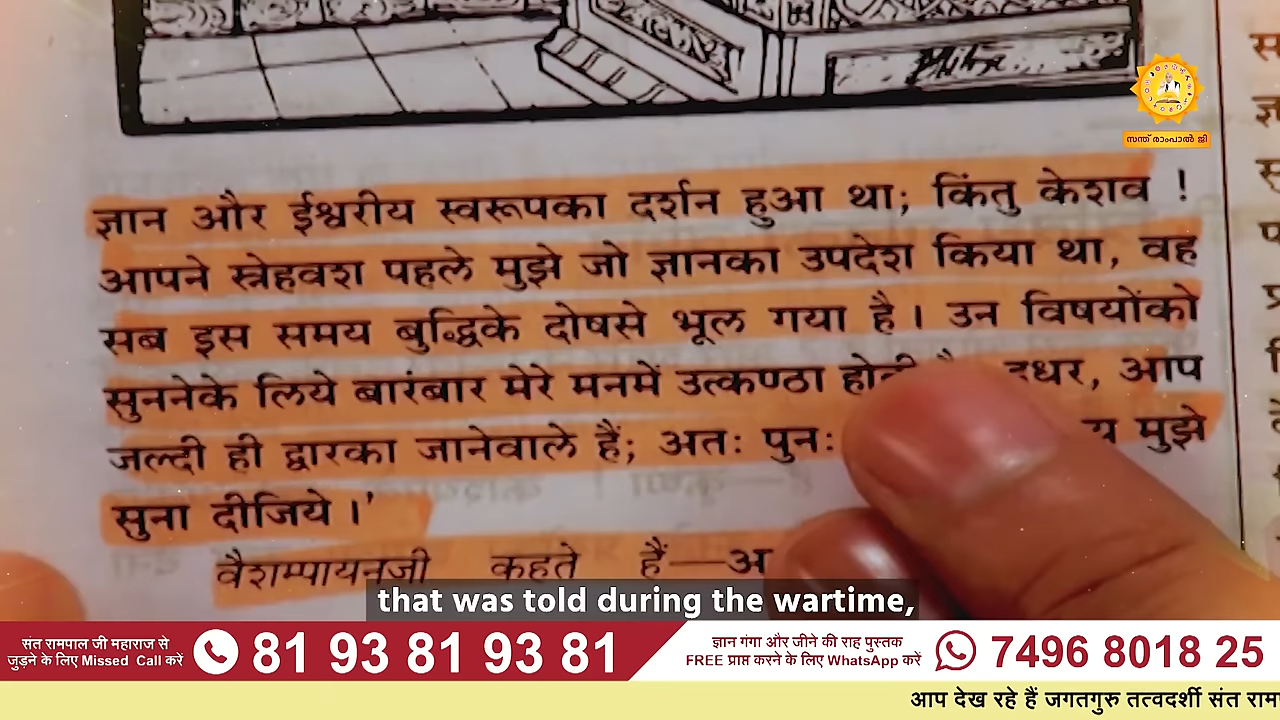 സന്ത് രാംപാൽ ജി
ज्ञान और ईश्वरीय स्वरूपका दर्शन हुआ था; किंतु केशव !
आपने स्नेहवश पहले मुझे जो ज्ञानका उपदेश किया था, वह
सब इस समय बुद्धिके दोषसे भूल गया है। उन विषयोंको
सुननेके लिये बारंबार मेरे मनमें उत्कण्ठा आप
जल्दी ही द्वारका जानेवाले हैं; अतः पुनः मुझे
सुना दीजिये।'
वैशम्पायनजी कहते हैं—अ
that was told during the wartime,
संत रामपाल जी महाराज से
जुड़ने के लिए Missed Call करें
81 93 81 93 81
ज्ञान गंगा और जीने की राह पुस्तक
FREE प्राप्त करने के लिए WhatsApp करें
7496 8018 25
आप देख रहे हैं जगतगुरु तत्वदर्शी संत राम